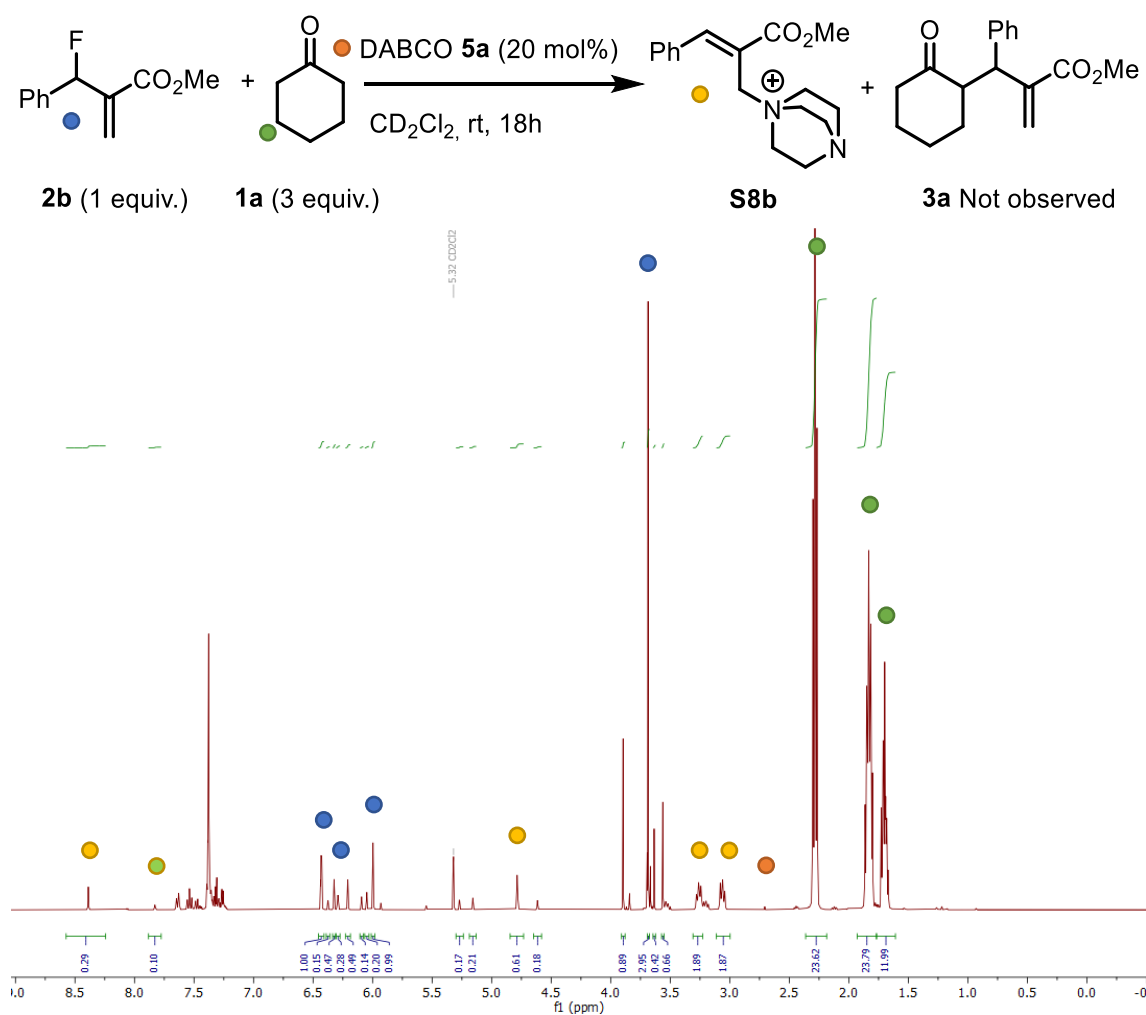 F
Ph
CO2Me
+
O
DABCO 5a (20 mol%)
CD2Cl2, rt, 18h
Ph
CO2Me
+
N
N
+
O
Ph
CO2Me
2b (1 equiv.)
1a (3 equiv.)
S8b
3a Not observed
5.32 CD2Cl2
0.29
0.10
1.00
0.15
0.47
0.28
0.49
0.14
0.20
0.99
0.17
0.21
0.61
0.18
0.89
2.95
0.42
0.66
1.89
1.87
23.62
23.79
11.99
9.0 8.5 8.0 7.5 7.0 6.5 6.0 5.5 5.0 4.5 4.0 3.5 3.0 2.5 2.0 1.5 1.0 0.5 0.0 -0
f1 (ppm)